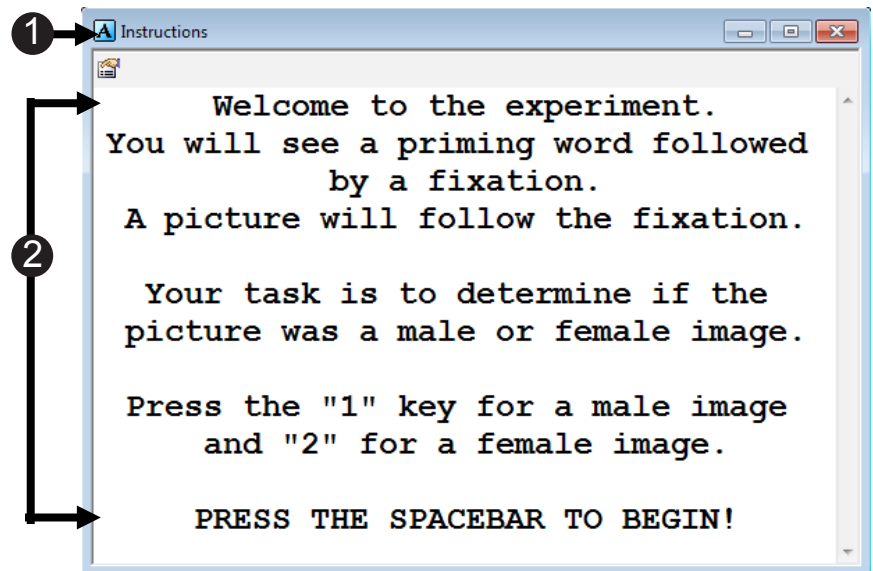 1
A Instructions
2
Welcome to the experiment.
You will see a priming word followed
by a fixation.
A picture will follow the fixation.
Your task is to determine if the
picture was a male or female image.
Press the "1" key for a male image
and "2" for a female image.
PRESS THE SPACEBAR TO BEGIN!